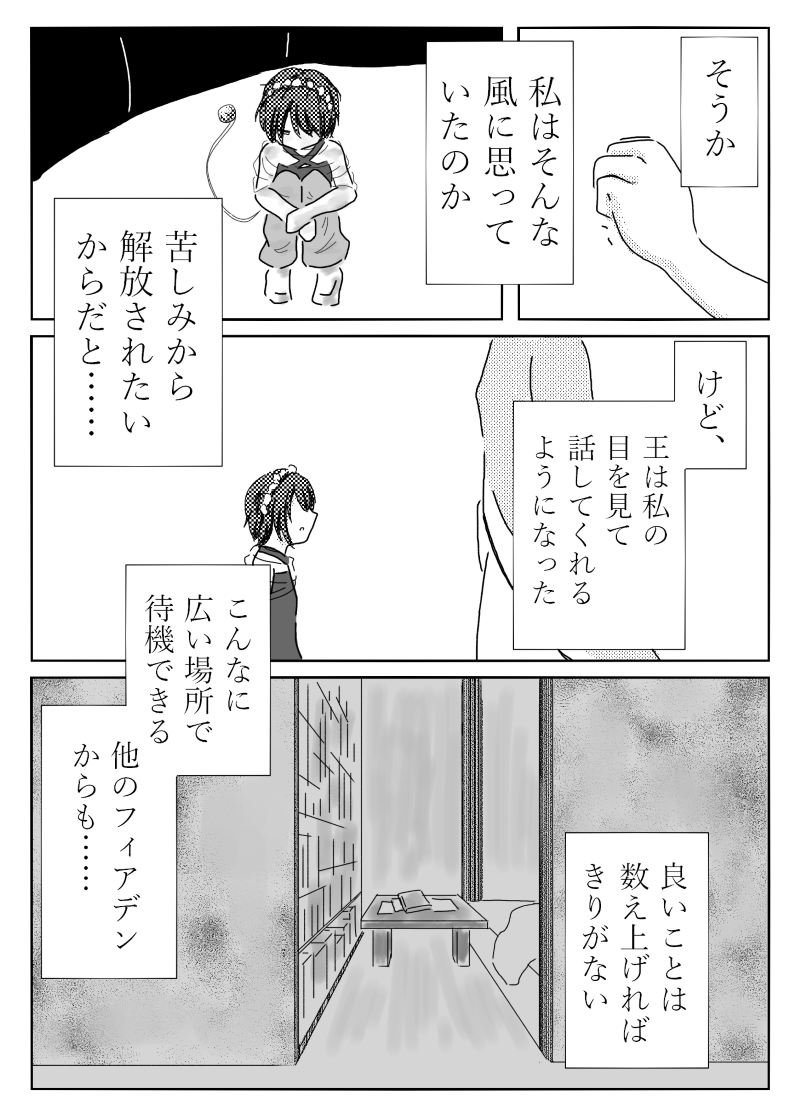 そうか
私はそんな
風に思って
いたのか
苦しみから
解放されたい
からだと……
けど、
王は私の
目を見て
話してくれる
ようになった
こんなに
広い場所で
待機できる
他のフィアデン
からも……
良いことは
数え上げれば
きりがない